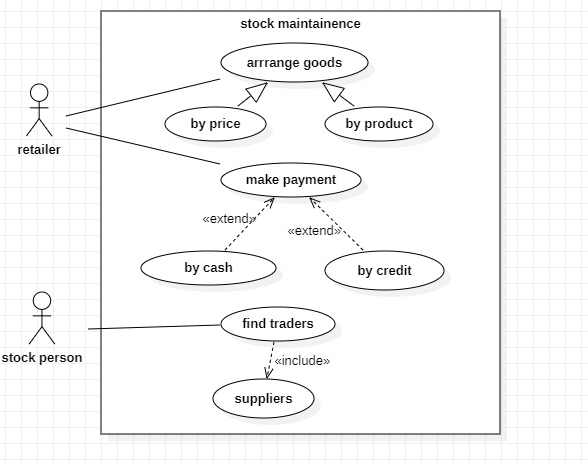 stock maintainence
arrrange goods
by price
by product
retailer
make payment
«extend»
«extend»
by cash
by credit
find traders
stock person
«include»
suppliers